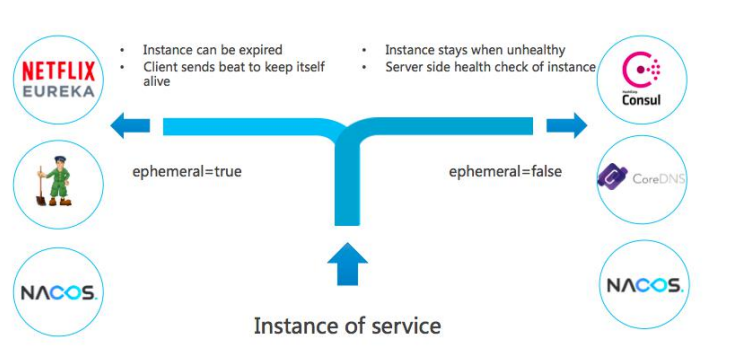 NETFLIX
EUREKA
• Instance can be expired
• Client sends beat to keep itself
alive
• Instance stays when unhealthy
• Server side health check of instance
HashiCorp
Consul
ephemeral=true
ephemeral=false
CoreDNS
NACOS.
NACOS.
Instance of service